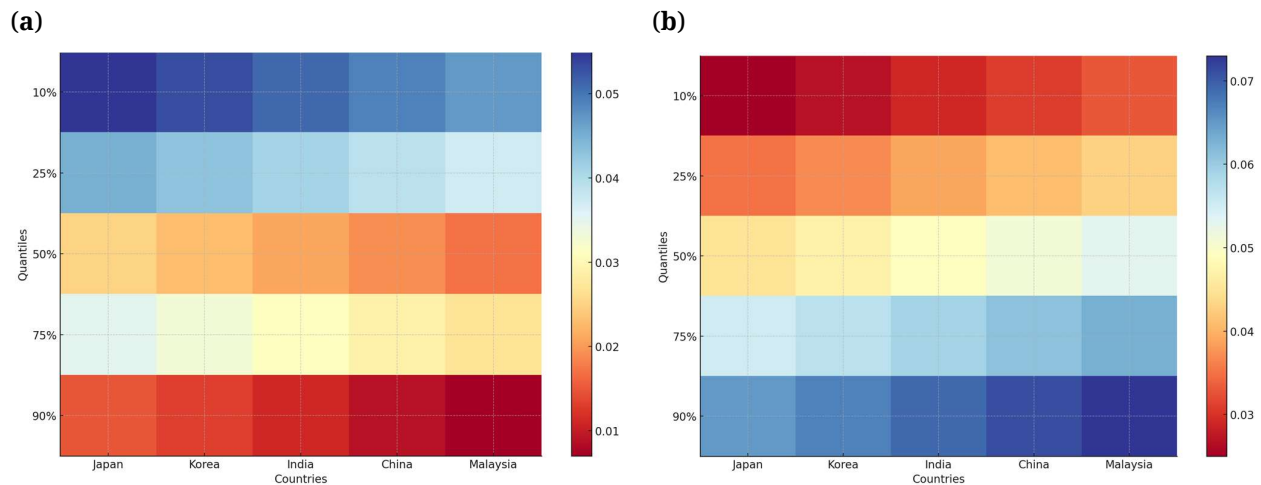 (a)
10%
25%
50%
75%
90%
Quantiles
Japan Korea India China Malaysia
Countries
0.05
0.04
0.03
0.02
0.01
(b)
10%
25%
50%
75%
90%
Quantiles
Japan Korea India China Malaysia
Countries
0.07
0.06
0.05
0.04
0.03